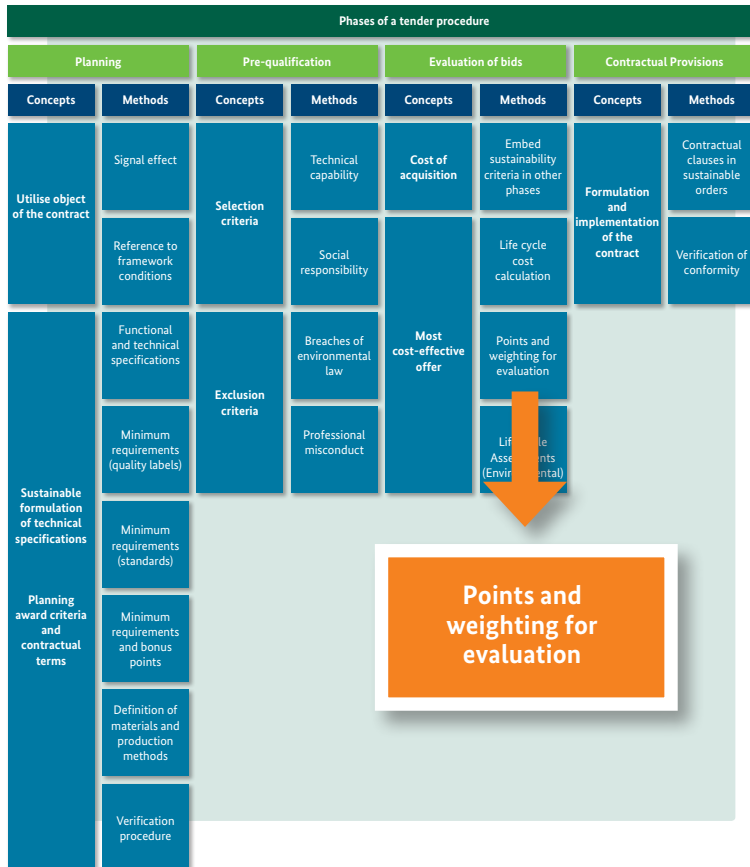 Phases of a tender procedure
Planning
Pre-qualification
Evaluation of bids
Contractual Provisions
Concepts
Methods
Concepts
Methods
Concepts
Methods
Concepts
Methods
Utilise object
of the contract
Signal effect
Reference to
framework
conditions
Sustainable
formulation
of technical
specifications
Planning
award criteria
and
contractual
terms
Functional
and technical
specifications
Minimum
requirements
(quality labels)
Minimum
requirements
(standards)
Minimum
requirements
and bonus
points
Definition of
materials and
production
methods
Verification
procedure
Selection
criteria
Technical
capability
Social
responsibility
Exclusion
criteria
Breaches of
environmental
law
Professional
misconduct
Cost of
acquisition
Embed
sustainability
criteria in other
phases
Most
cost-effective
offer
Life cycle
cost
calculation
Points and
weighting for
evaluation
(Environmental)
Formulation
and
implementation
of the
contract
Contractual
clauses in
sustainable
orders
Verification of
conformity
Points and
weighting for
evaluation